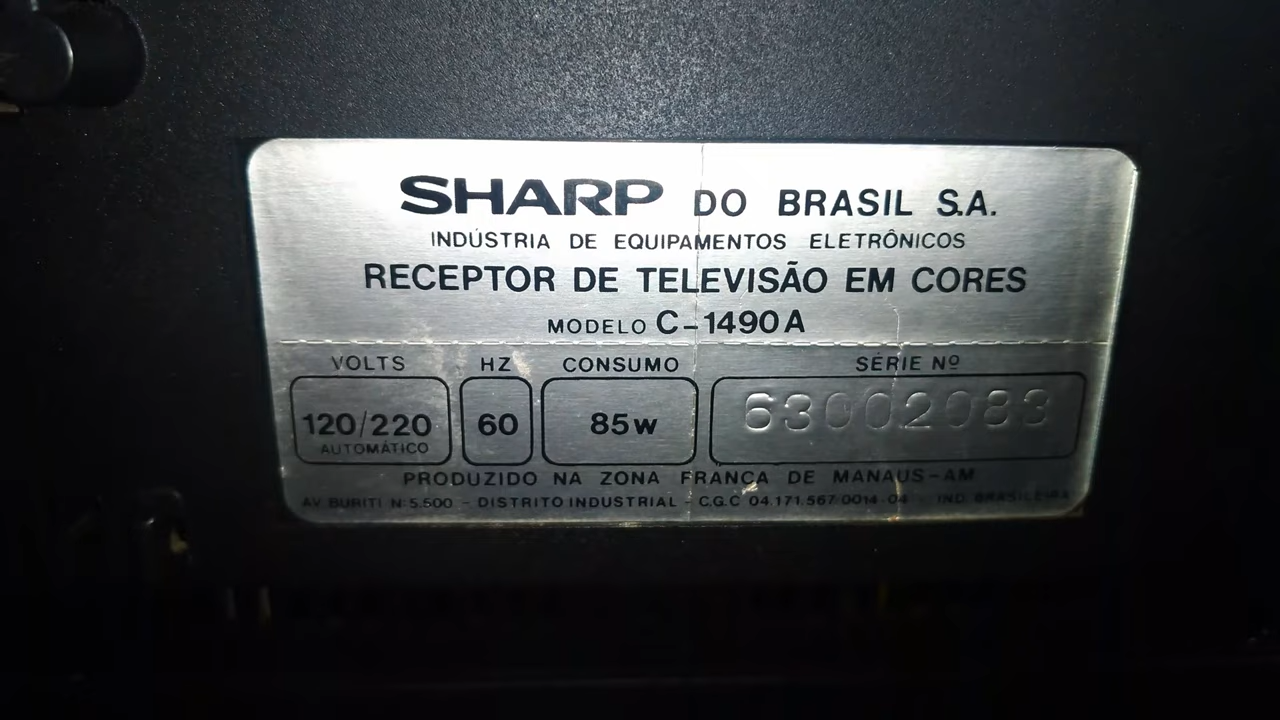 SHARP DO BRASIL S.A.
INDÚSTRIA DE EQUIPAMENTOS ELETRÔNICOS
RECEPTOR DE TELEVISÃO EM CORES
MODELO C-1490A
VOLTS HZ CONSUMO SÉRIE Nº
120/220 60 85W 63002083
AUTOMÁTICO
PRODUZIDO NA ZONA FRANCA DE MANAUS-AM
AV. BURITI N:5.500 - DISTRITO INDUSTRIAL - C.G.C 04.171.567.0014-04 - IND. BRASILEIRA